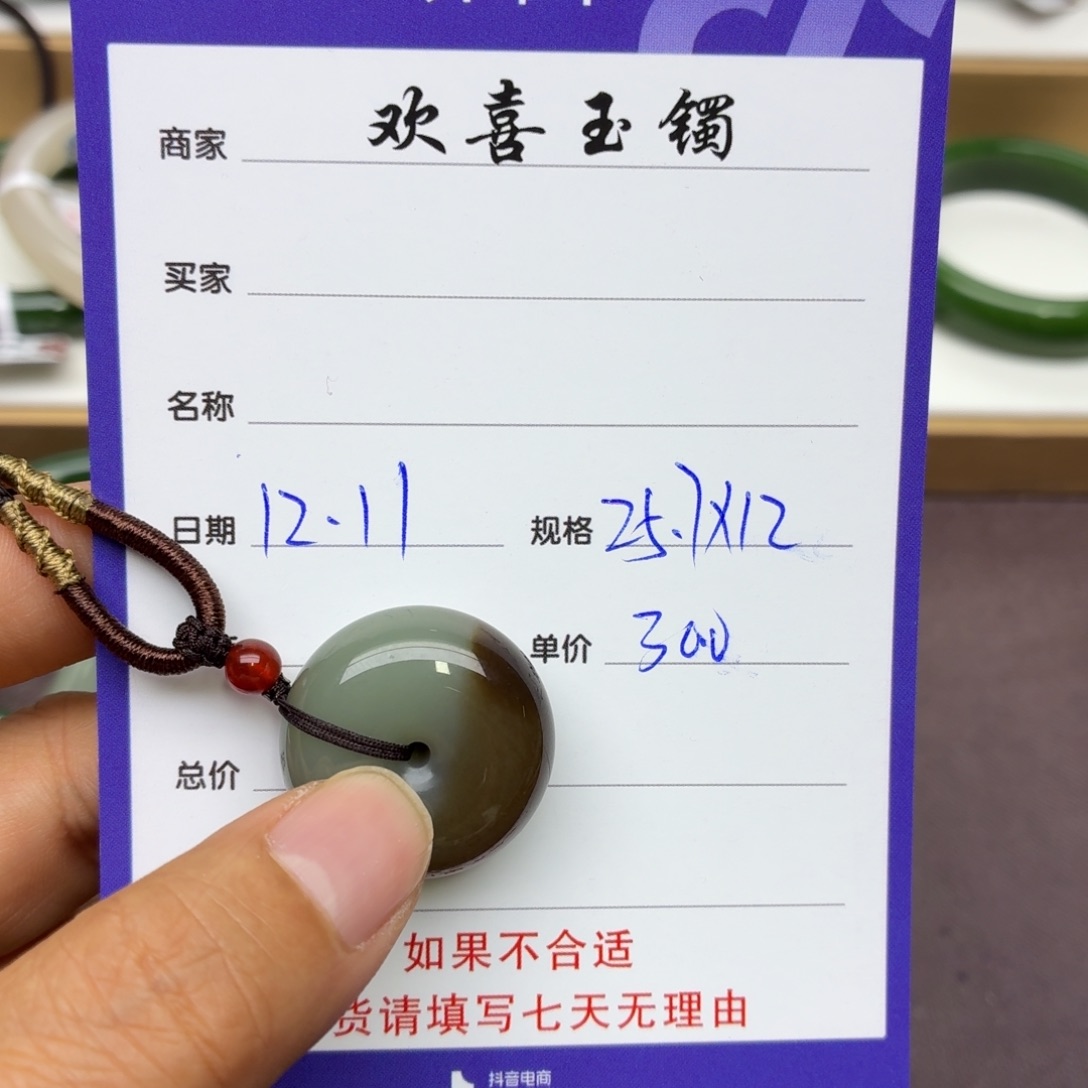 商家 欢喜玉镯
买家
名称
日期 12.11 规格 25.7X12
单价 300
总价
如果不合适
货请填写七天无理由
抖音电商